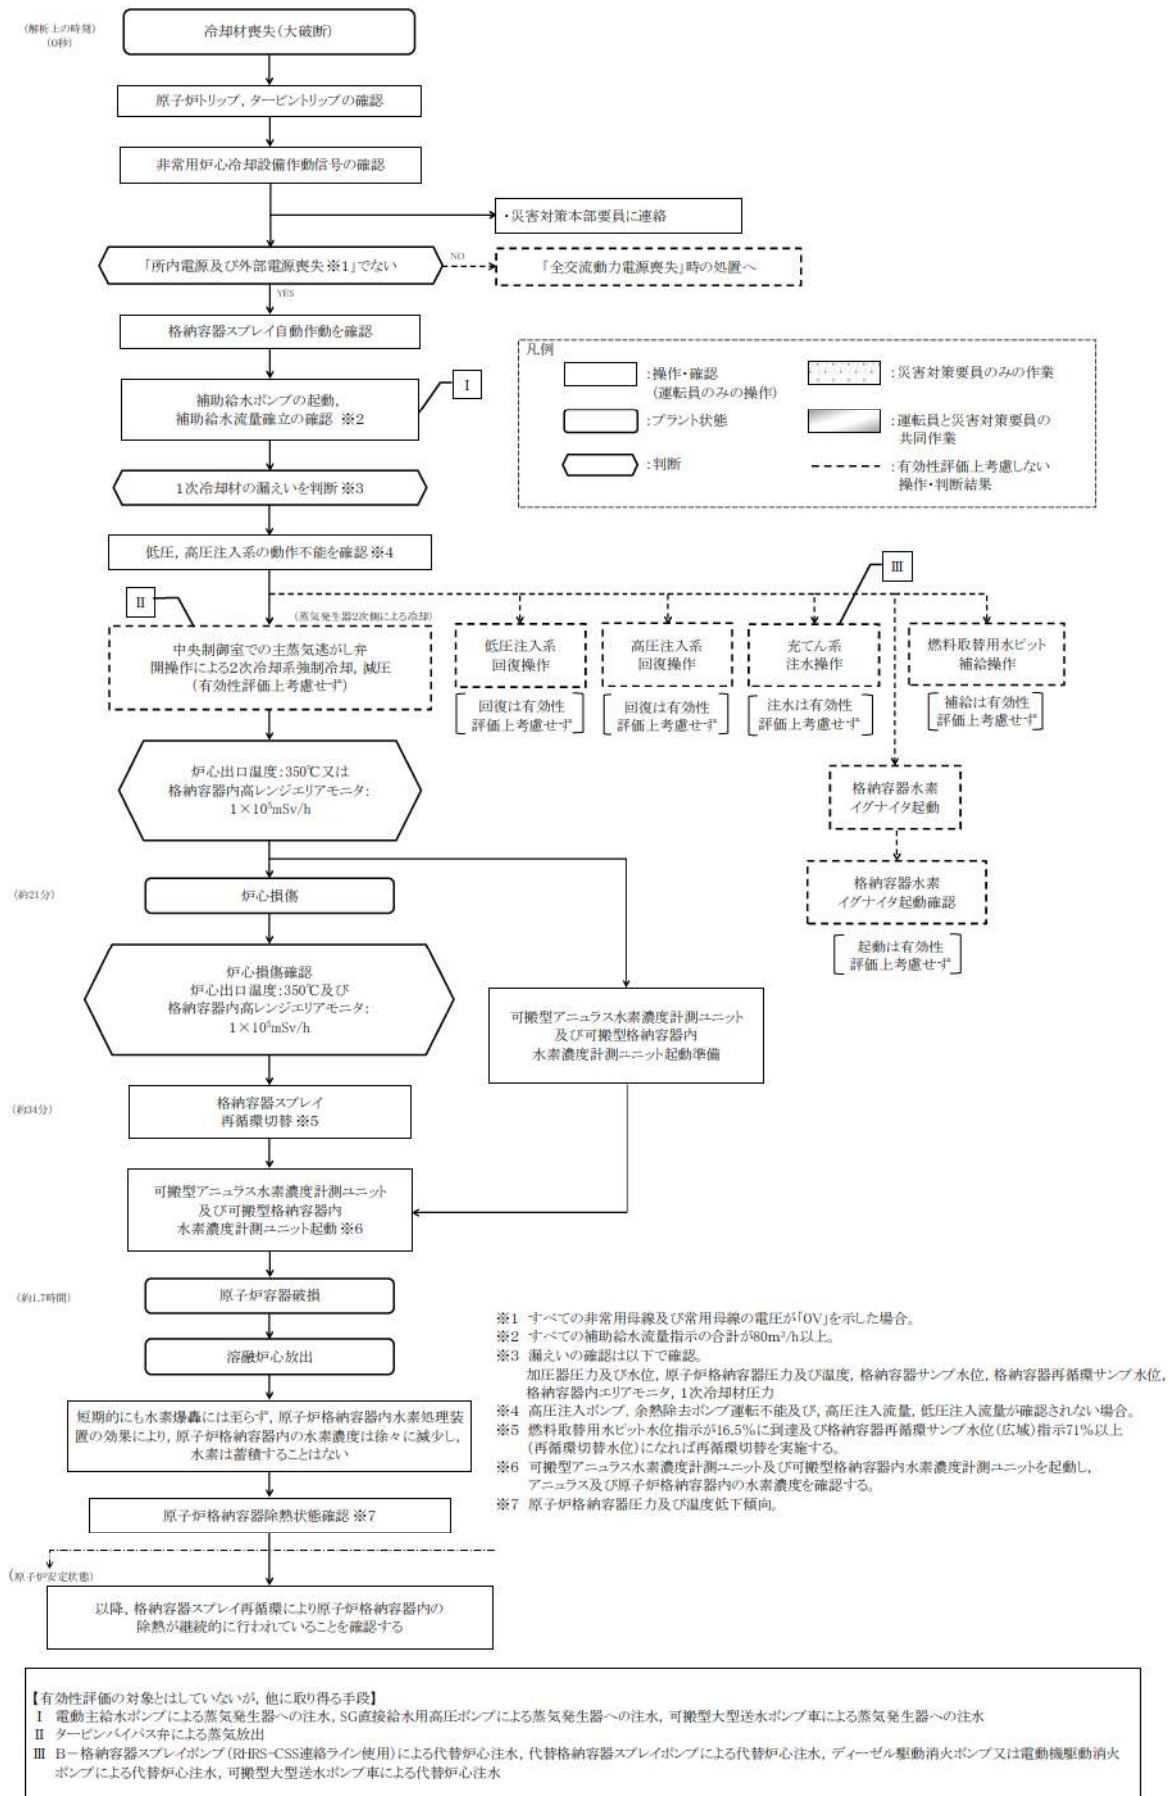 (解析上の時刻)
(0秒)
冷却材喪失(大破断)
原子炉トリップ，タービントリップの確認
非常用炉心冷却設備作動信号の確認
・災害対策本部要員に連絡
「所内電源及び外部電源喪失※1」でない
NO
「全交流動力電源喪失」時の処置へ
YES
格納容器スプレイ自動作動を確認
補助給水ポンプの起動，
補助給水流量確立の確認 ※2
I
凡例
:操作・確認
(運転員のみの操作)
:プラント状態
:判断
:災害対策要員のみの作業
:運転員と災害対策要員の
共同作業
:有効性評価上考慮しない
操作・判断結果
1次冷却材の漏えいを判断※3
低圧，高圧注入系の動作不能を確認※4
II
(蒸気発生器2次側による冷却)
III
中央制御室での主蒸気逃がし弁
開操作による2次冷却系強制冷却，減圧
(有効性評価上考慮せず)
低圧注入系
回復操作
回復は有効性
評価上考慮せず
高圧注入系
回復操作
回復は有効性
評価上考慮せず
充てん系
注水操作
注水は有効性
評価上考慮せず
燃料取替用水ピット
補給操作
補給は有効性
評価上考慮せず
炉心出口温度:350℃又は
格納容器内高レンジエリアモニタ:
1×10⁵mSv/h
格納容器水素
イグナイタ起動
格納容器水素
イグナイタ起動確認
起動は有効性
評価上考慮せず
(約21分)
炉心損傷
炉心損傷確認
炉心出口温度:350℃及び
格納容器内高レンジエリアモニタ:
1×10⁵mSv/h
可搬型アニュラス水素濃度計測ユニット
及び可搬型格納容器内
水素濃度計測ユニット起動準備
(約34分)
格納容器スプレイ
再循環切替 ※5
可搬型アニュラス水素濃度計測ユニット
及び可搬型格納容器内
水素濃度計測ユニット起動 ※6
(約1.7時間)
原子炉容器破損
溶融炉心放出
短期的にも水素爆轟には至らず，原子炉格納容器内水素処理装
置の効果により，原子炉格納容器内の水素濃度は徐々に減少し，
水素は蓄積することはない
原子炉格納容器除熱状態確認 ※7
(原子炉安定状態)
以降，格納容器スプレイ再循環により原子炉格納容器内の
除熱が継続的に行われていることを確認する
※1 すべての非常用母線及び常用母線の電圧が「0V」を示した場合。
※2 すべての補助給水流量指示の合計が80m³/h以上。
※3 漏えいの確認は以下で確認。
加圧器圧力及び水位，原子炉格納容器圧力及び温度，格納容器サンプ水位，格納容器再循環サンプ水位，
格納容器内エリアモニタ，1次冷却材圧力
※4 高圧注入ポンプ，余熱除去ポンプ運転不能及び，高圧注入流量，低圧注入流量が確認されない場合。
※5 燃料取替用水ピット水位指示が16.5%に到達及び格納容器再循環サンプ水位(広域)指示71%以上
(再循環切替水位)になれば再循環切替を実施する。
※6 可搬型アニュラス水素濃度計測ユニット及び可搬型格納容器内水素濃度計測ユニットを起動し，
アニュラス及び原子炉格納容器内の水素濃度を確認する。
※7 原子炉格納容器圧力及び温度低下傾向。
【有効性評価の対象とはしていないが，他に取り得る手段】
I 電動主給水ポンプによる蒸気発生器への注水，SG直接給水用高圧ポンプによる蒸気発生器への注水，可搬型大型送水ポンプ車による蒸気発生器への注水
II タービンバイパス弁による蒸気放出
III B－格納容器スプレイポンプ(RHRS-CSS連絡ライン使用)による代替炉心注水，代替格納容器スプレイポンプによる代替炉心注水，ディーゼル駆動消火ポンプ又は電動機駆動消火
ポンプによる代替炉心注水，可搬型大型送水ポンプ車による代替炉心注水